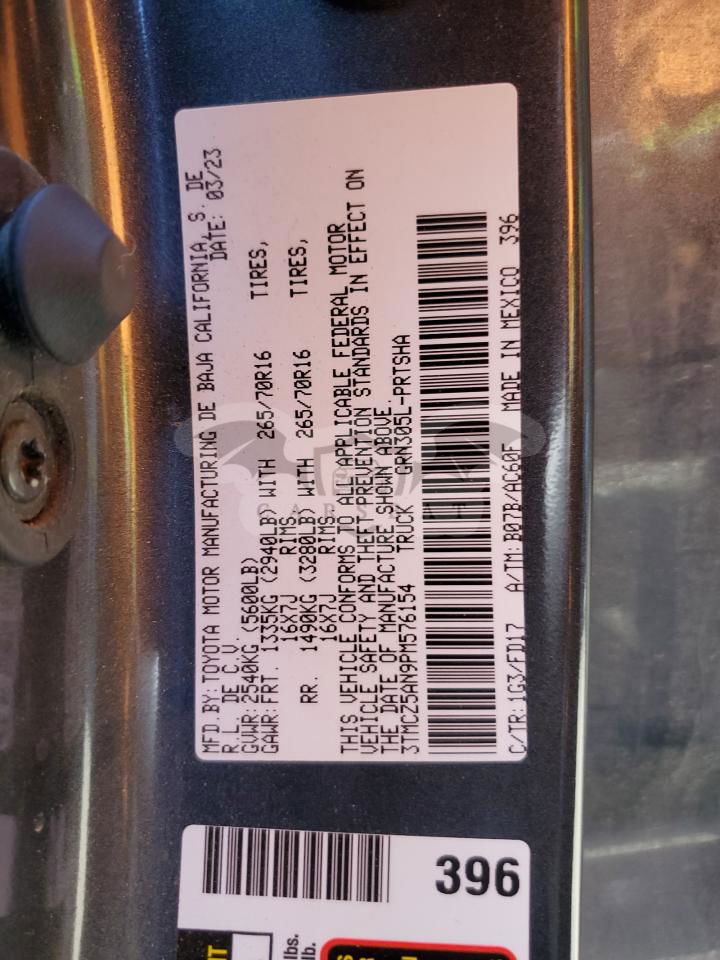 MFD.BY:TOYOTA MOTOR MANUFACTURING DE BAJA CALIFORNIA, S. DE
R.L. DE C.V. DATE: 03/23
GVWR:2540KG (5600LB)
GAWR:FRT. 1335KG (2940LB) WITH 265/70R16 TIRES,
16X7J RIMS,
RR. 1490KG (3280LB) WITH 265/70R16 TIRES,
16X7J RIMS
THIS VEHICLE CONFORMS TO ALL APPLICABLE FEDERAL MOTOR
VEHICLE SAFETY AND THEFT PREVENTION STANDARDS IN EFFECT ON
THE DATE OF MANUFACTURE SHOWN ABOVE.
3TMCZ5AN9PM576154 TRUCK GRN305L-PRTSHA
C/TR:1G3/FD17 A/TM:B07B/AC60F MADE IN MEXICO 396
396
lbs.
lb.